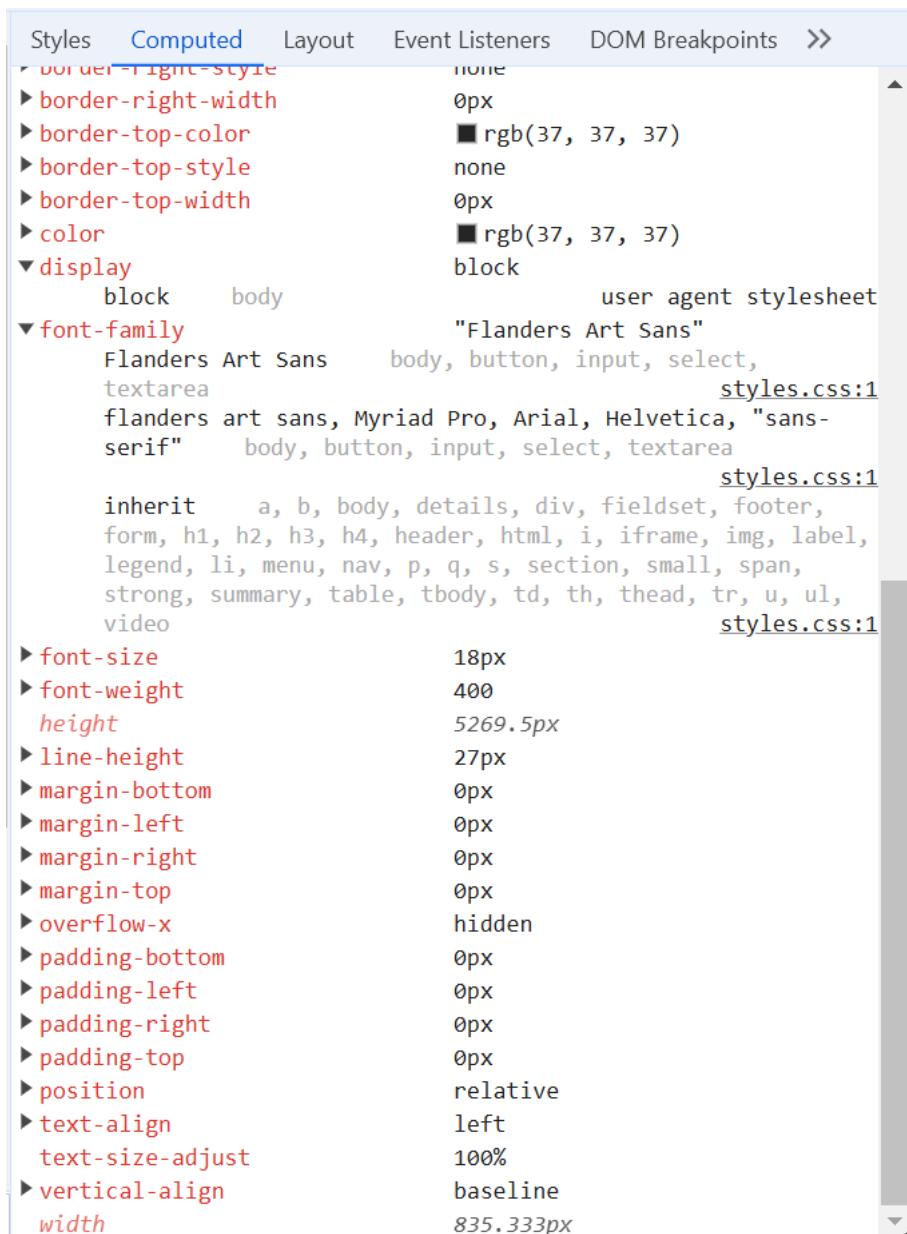 Styles Computed Layout Event Listeners DOM Breakpoints
border-right-style none
border-right-width 0px
border-top-color rgb(37, 37, 37)
border-top-style none
border-top-width 0px
color rgb(37, 37, 37)
display block
block body user agent stylesheet
font-family "Flanders Art Sans"
Flanders Art Sans body, button, input, select,
textarea styles.css:1
flanders art sans, Myriad Pro, Arial, Helvetica, "sans-
serif" body, button, input, select, textarea
styles.css:1
inherit a, b, body, details, div, fieldset, footer,
form, h1, h2, h3, h4, header, html, i, iframe, img, label,
legend, li, menu, nav, p, q, s, section, small, span,
strong, summary, table, tbody, td, th, thead, tr, u, ul,
video styles.css:1
font-size 18px
font-weight 400
height 5269.5px
line-height 27px
margin-bottom 0px
margin-left 0px
margin-right 0px
margin-top 0px
overflow-x hidden
padding-bottom 0px
padding-left 0px
padding-right 0px
padding-top 0px
position relative
text-align left
text-size-adjust 100%
vertical-align baseline
width 835.333px